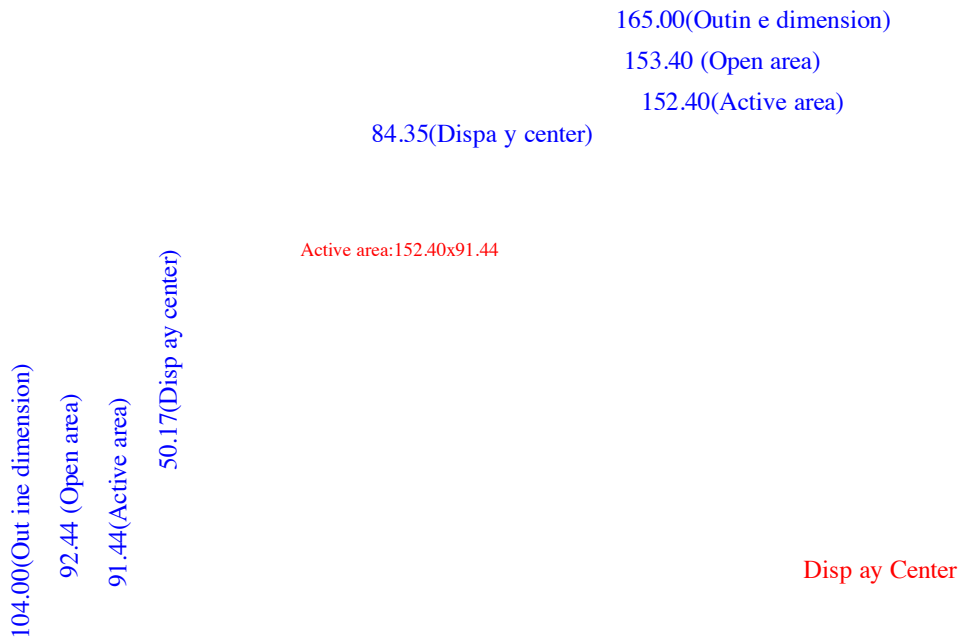 165.00(Outin e dimension)
153.40 (Open area)
152.40(Active area)
84.35(Dispa y center)
Active area:152.40x91.44
50.17(Disp ay center)
104.00(Out ine dimension)
92.44 (Open area)
91.44(Active area)
Disp ay Center